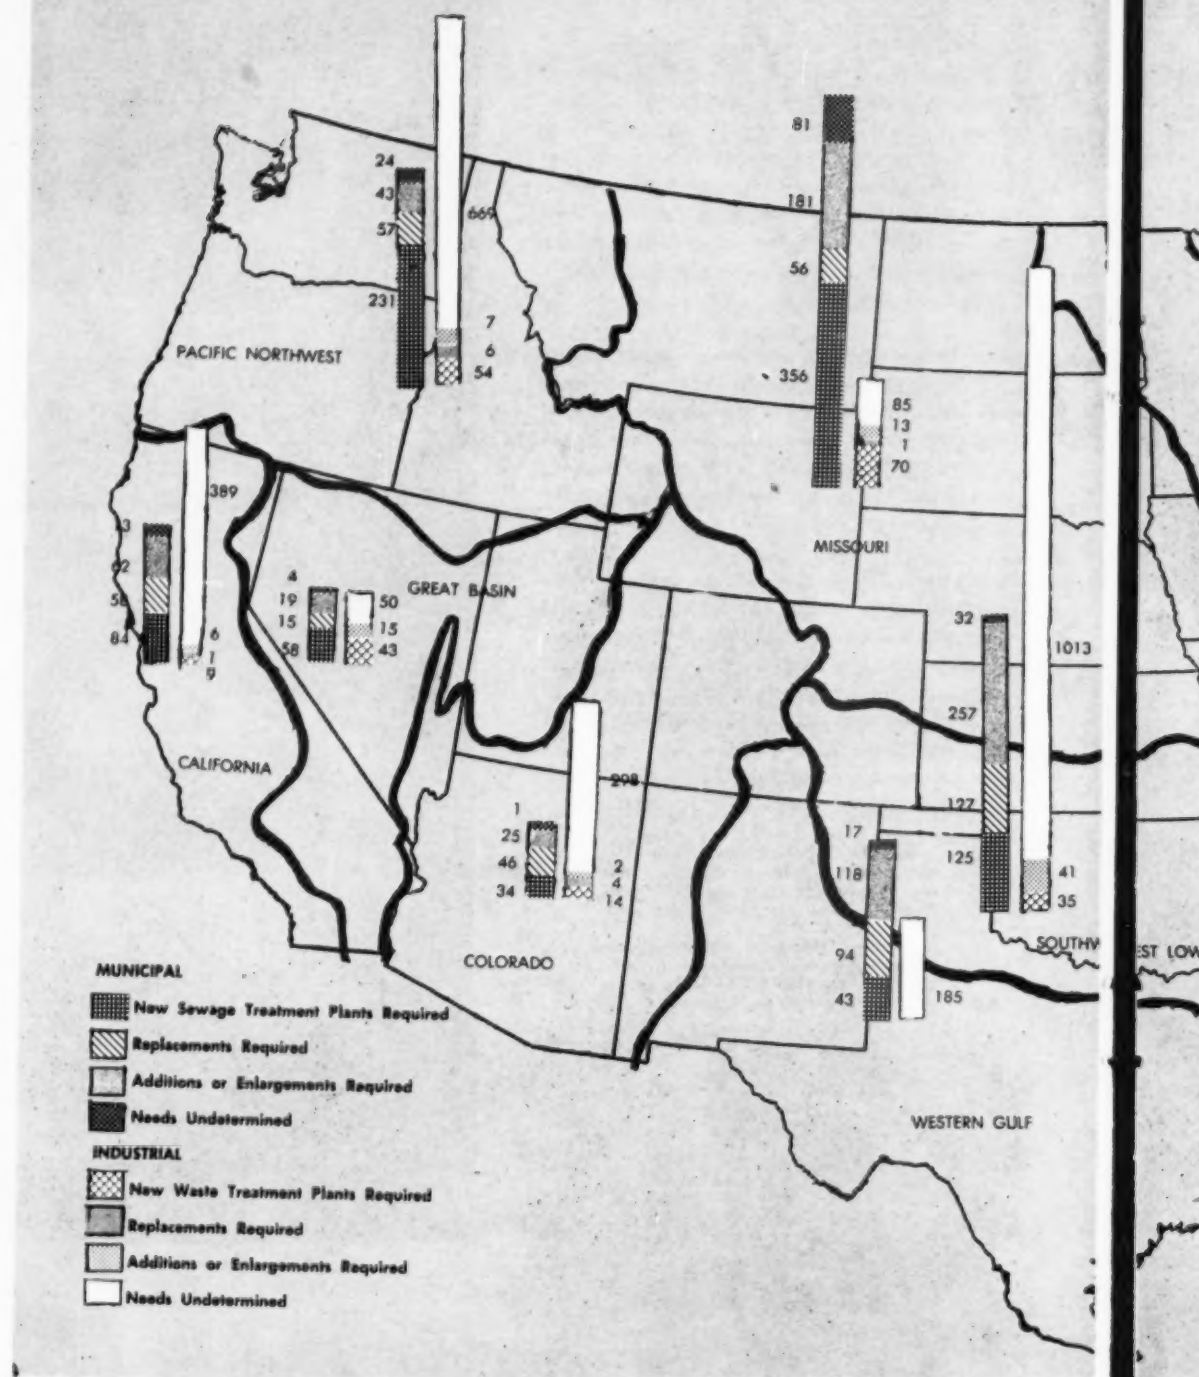 81
24
43
181
669
57
56
231
7
PACIFIC NORTHWEST
6
54
356
85
13
1
70
389
MISSOURI
4
GREAT BASIN
62
19
50
58
15
15
6
84
58
43
1
9
32
1013
257
CALIFORNIA
298
1
127
25
17
46
2
125
118
4
41
34
14
35
94
SOUTHWEST LOW
COLORADO
43
185
MUNICIPAL
New Sewage Treatment Plants Required
Replacements Required
Additions or Enlargements Required
Needs Undetermined
WESTERN GULF
INDUSTRIAL
New Waste Treatment Plants Required
Replacements Required
Additions or Enlargements Required
Needs Undetermined